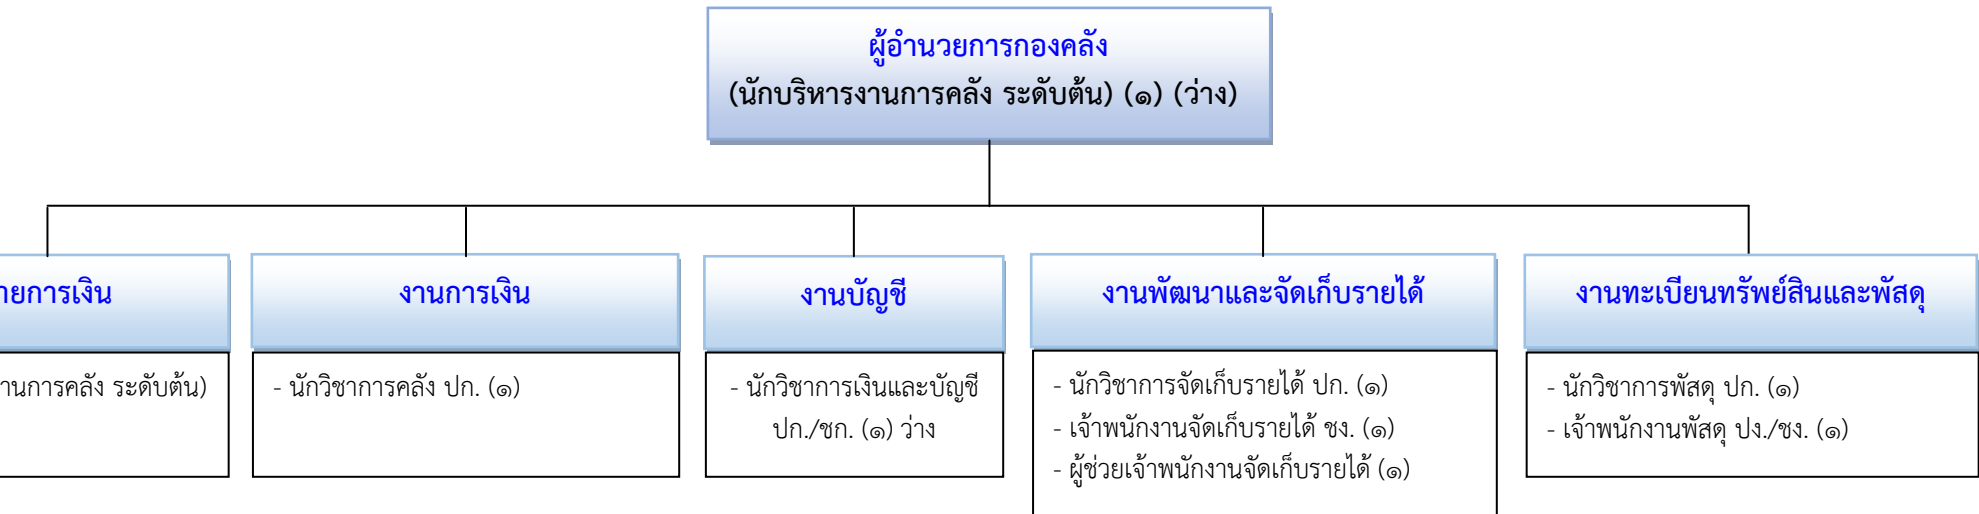 ผู้อำนวยการกองคลัง
(นักบริหารงานการคลัง ระดับต้น) (๑) (ว่าง)
ายการเงิน
งานการเงิน
งานบัญชี
งานพัฒนาและจัดเก็บรายได้
งานทะเบียนทรัพย์สินและพัสดุ
านการคลัง ระดับต้น)
- นักวิชาการคลัง ปก. (๑)
- นักวิชาการเงินและบัญชี
ปก./ชก. (๑) ว่าง
- นักวิชาการจัดเก็บรายได้ ปก. (๑)
- เจ้าพนักงานจัดเก็บรายได้ ชง. (๑)
- ผู้ช่วยเจ้าพนักงานจัดเก็บรายได้ (๑)
- นักวิชาการพัสดุ ปก. (๑)
- เจ้าพนักงานพัสดุ ปง./ชง. (๑)